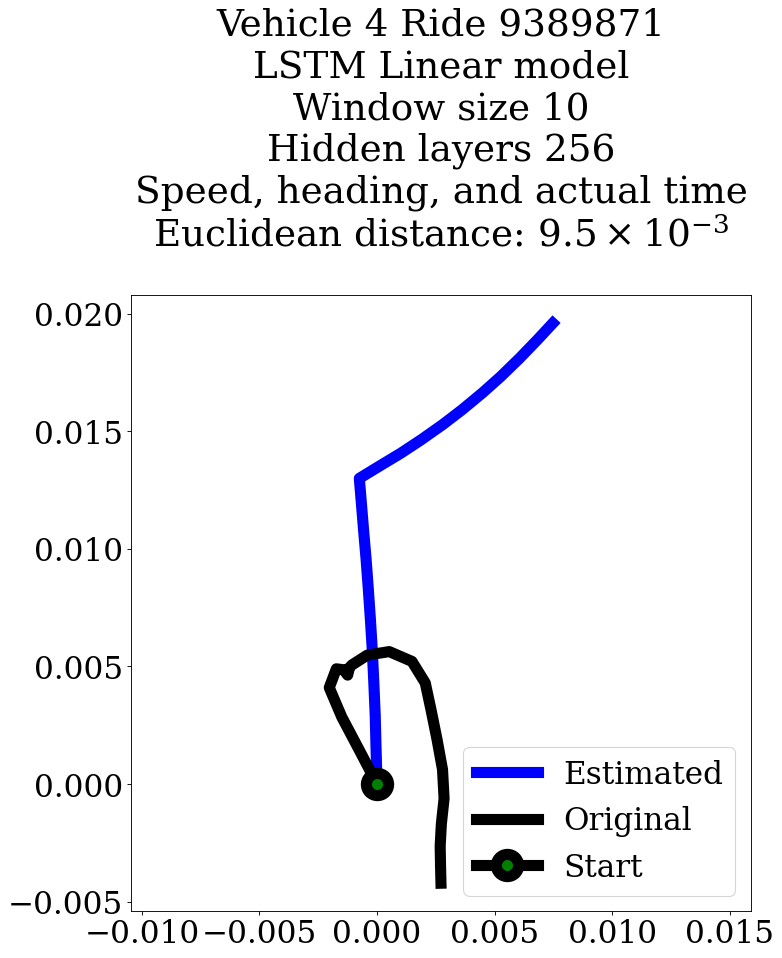 Vehicle 4 Ride 9389871
LSTM Linear model
Window size 10
Hidden layers 256
Speed, heading, and actual time
Euclidean distance: 9.5 × 10⁻³
0.020
0.015
0.010
0.005
0.000
−0.005
Estimated
Original
Start
−0.010 −0.005 0.000 0.005 0.010 0.015